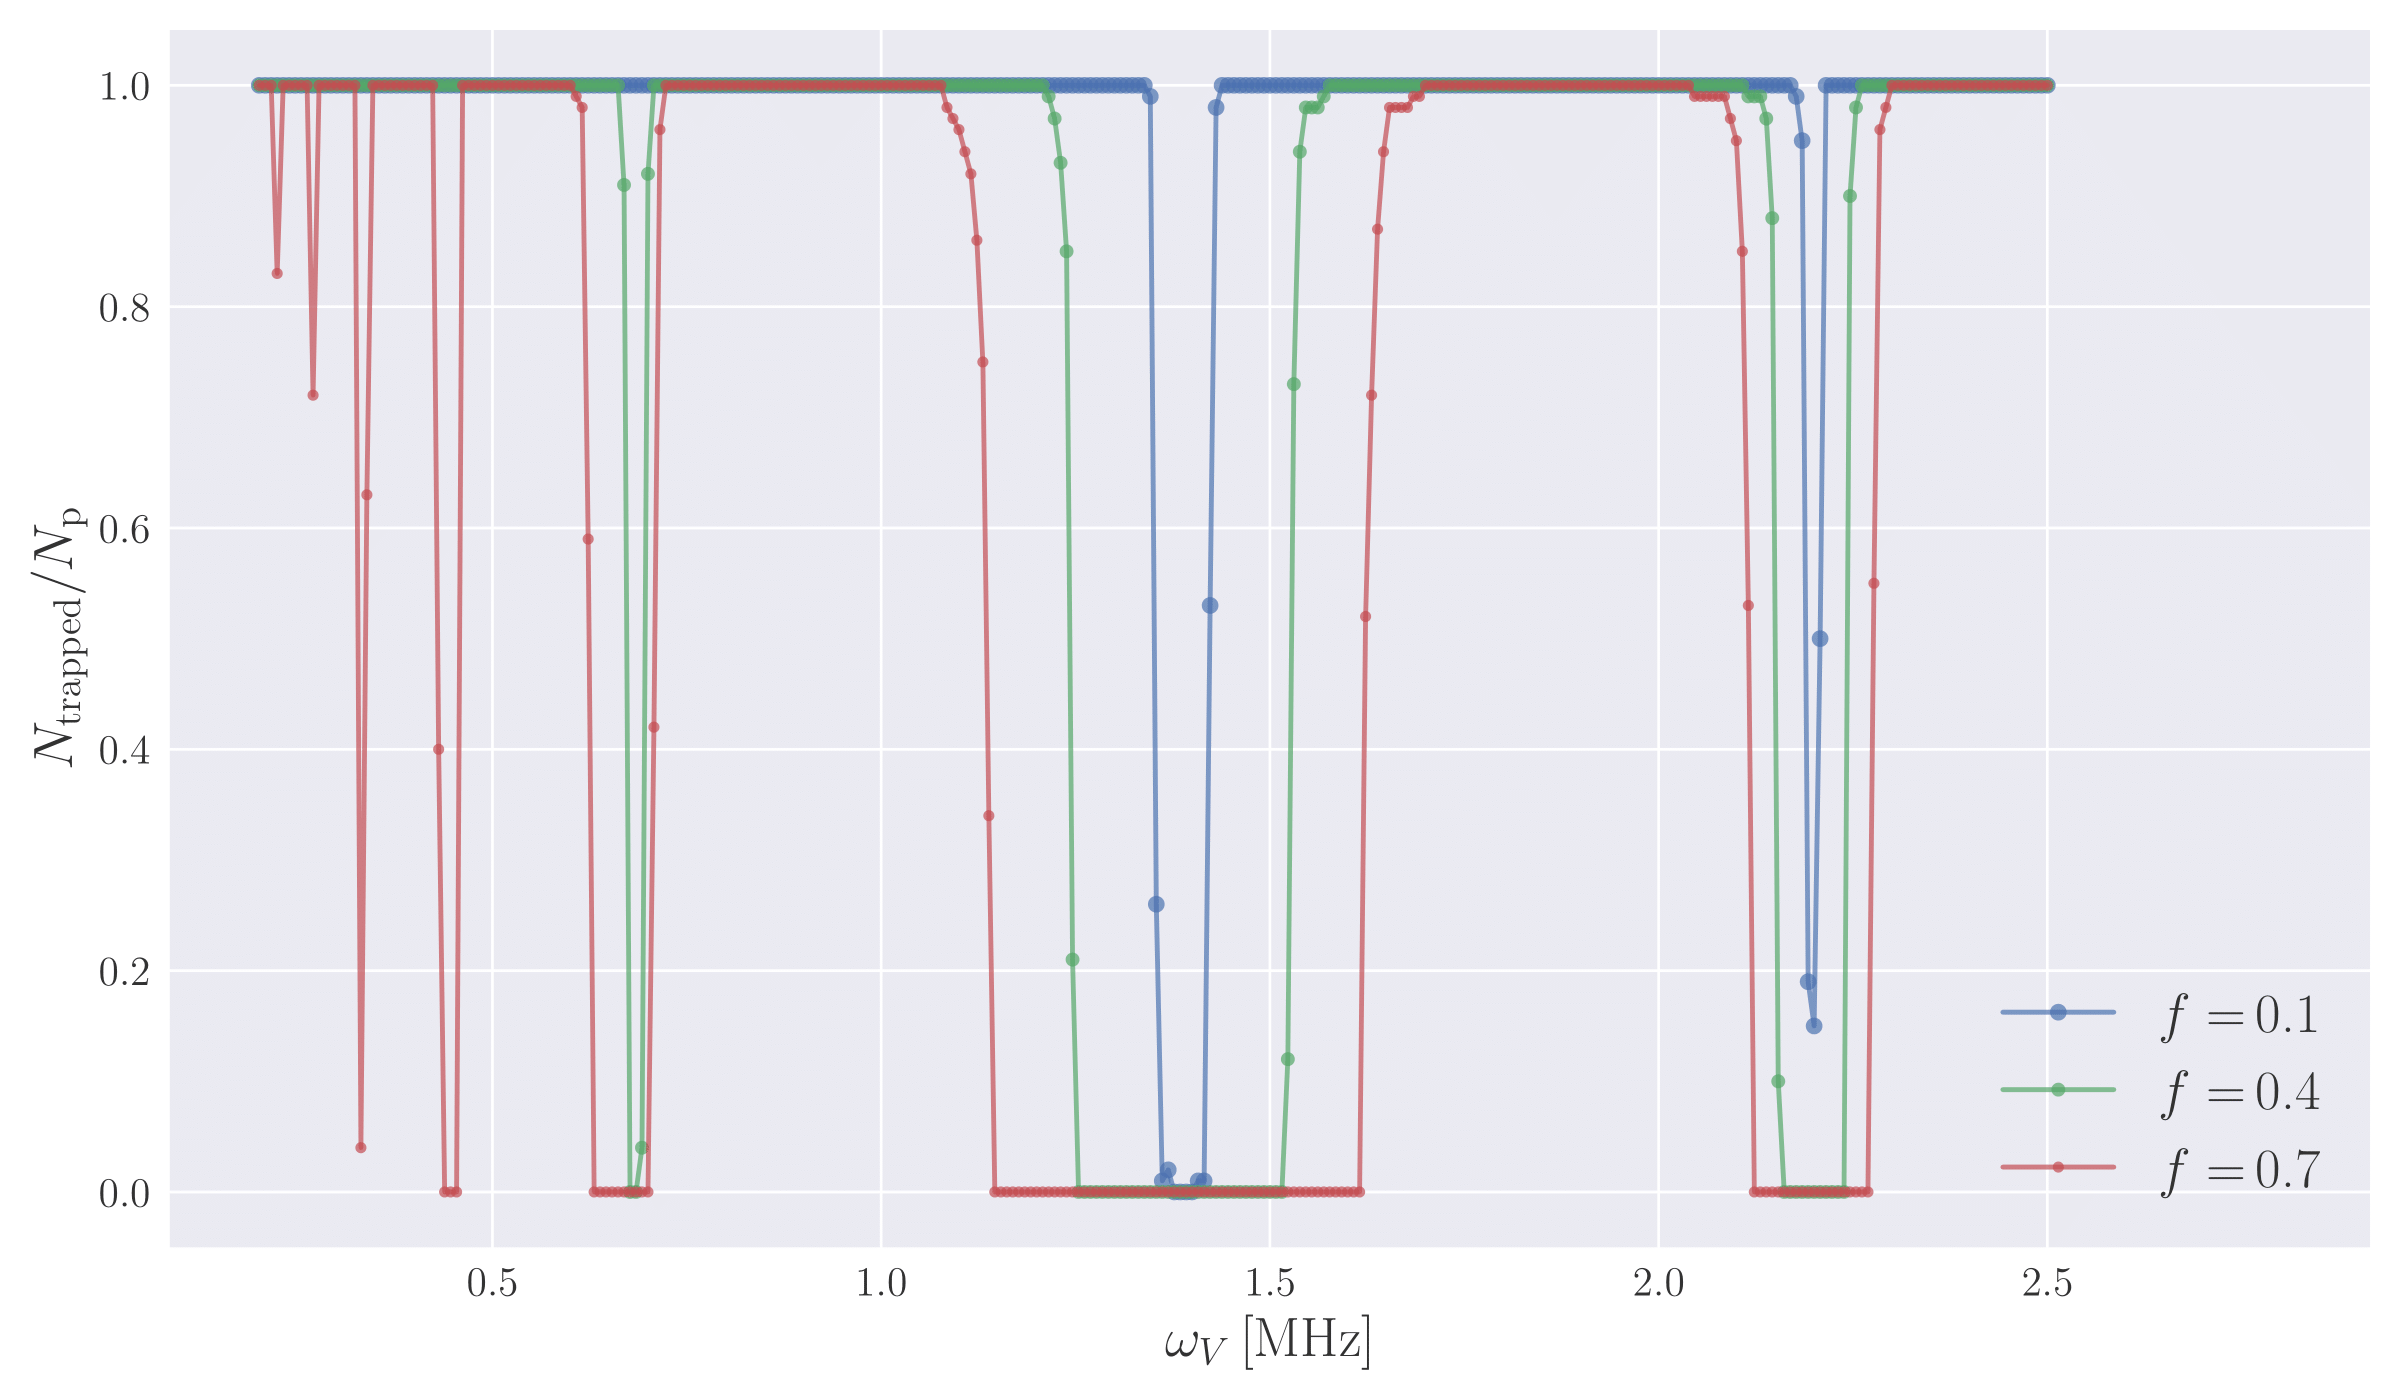 N_trapped/N_p
1.0
0.8
0.6
0.4
0.2
0.0
0.5 1.0 1.5 2.0 2.5
ω_V [MHz]
f = 0.1
f = 0.4
f = 0.7